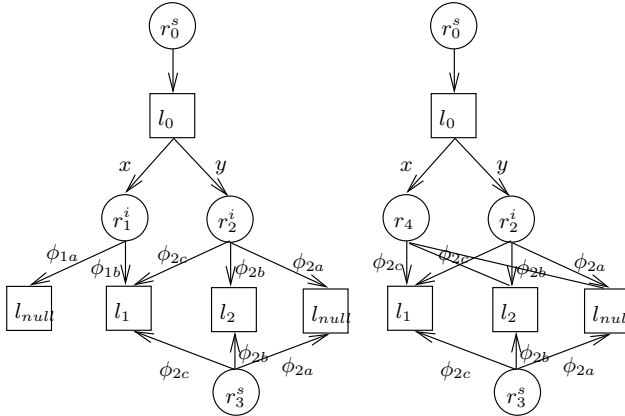 r_0^s r_0^s
l_0 l_0
x y x y
r_1^i r_2^i r_4 r_2^i
ϕ_{1a} ϕ_{1b} ϕ_{2c} ϕ_{2b} ϕ_{2a} ϕ_{2c} ϕ_{2c} ϕ_{2b} ϕ_{2a}
l_{null} l_1 l_2 l_{null} l_1 l_2 l_{null}
ϕ_{2c} ϕ_{2b} ϕ_{2a} ϕ_{2c} ϕ_{2b} ϕ_{2a}
r_3^s r_3^s